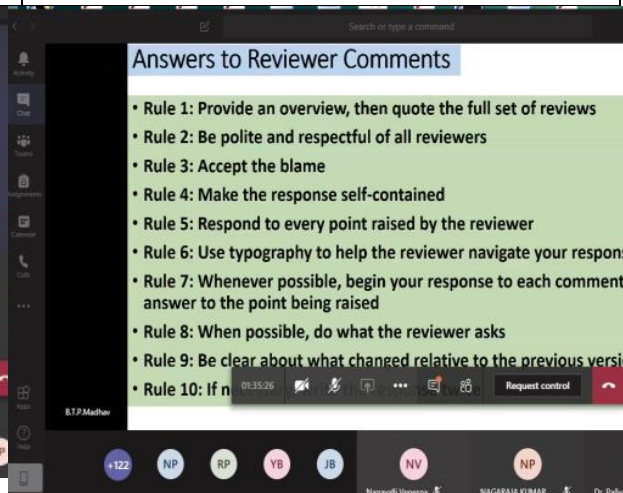 Search or type a command
Answers to Reviewer Comments
Activity
Chat
Teams
Assignments
Calendar
Calls
Apps
Help
• Rule 1: Provide an overview, then quote the full set of reviews
• Rule 2: Be polite and respectful of all reviewers
• Rule 3: Accept the blame
• Rule 4: Make the response self-contained
• Rule 5: Respond to every point raised by the reviewer
• Rule 6: Use typography to help the reviewer navigate your respons
• Rule 7: Whenever possible, begin your response to each comment
answer to the point being raised
• Rule 8: When possible, do what the reviewer asks
• Rule 9: Be clear about what changed relative to the previous versi
• Rule 10: If n
01:35:26
Request control
B.T.P.Madhav
+122
NP
RP
YB
JB
NV
NP
NAGARAJA KUMAR